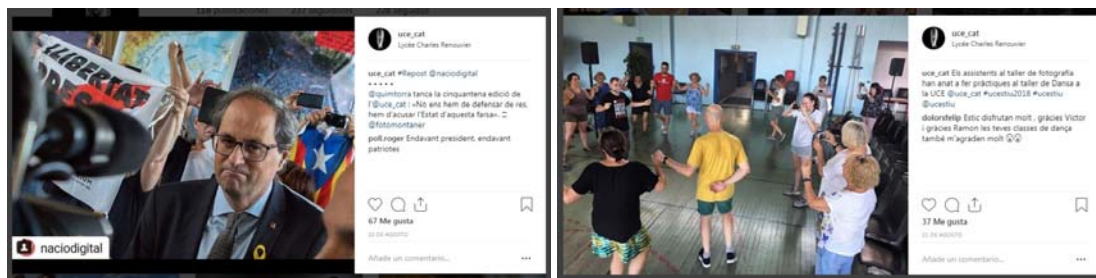 uce_cat
Lycée Charles Renouvier
uce_cat #Repost @naciodigital
• • • • •
@quimtorra tanca la cinquantena edició de
l'@uce_cat : «No ens hem de defensar de res,
hem d'acusar l'Estat d'aquesta farsa».
@fotomontaner
poll.roger Endavant president, endavant
patriotes
67 Me gusta
Añade un comentario...
LLIBERTAT
naciodigital
uce_cat
Lycée Charles Renouvier
uce_cat Els assistents al taller de fotografia
han anat a fer pràctiques al taller de Dansa a
la UCE @uce_cat #ucestiu2018 #ucestiu
@ucestiu
dolorsfelip Estic disfrutan molt , gràcies Victor
i gràcies Ramon les teves classes de dança
també m'agraden molt
37 Me gusta
Añade un comentario...